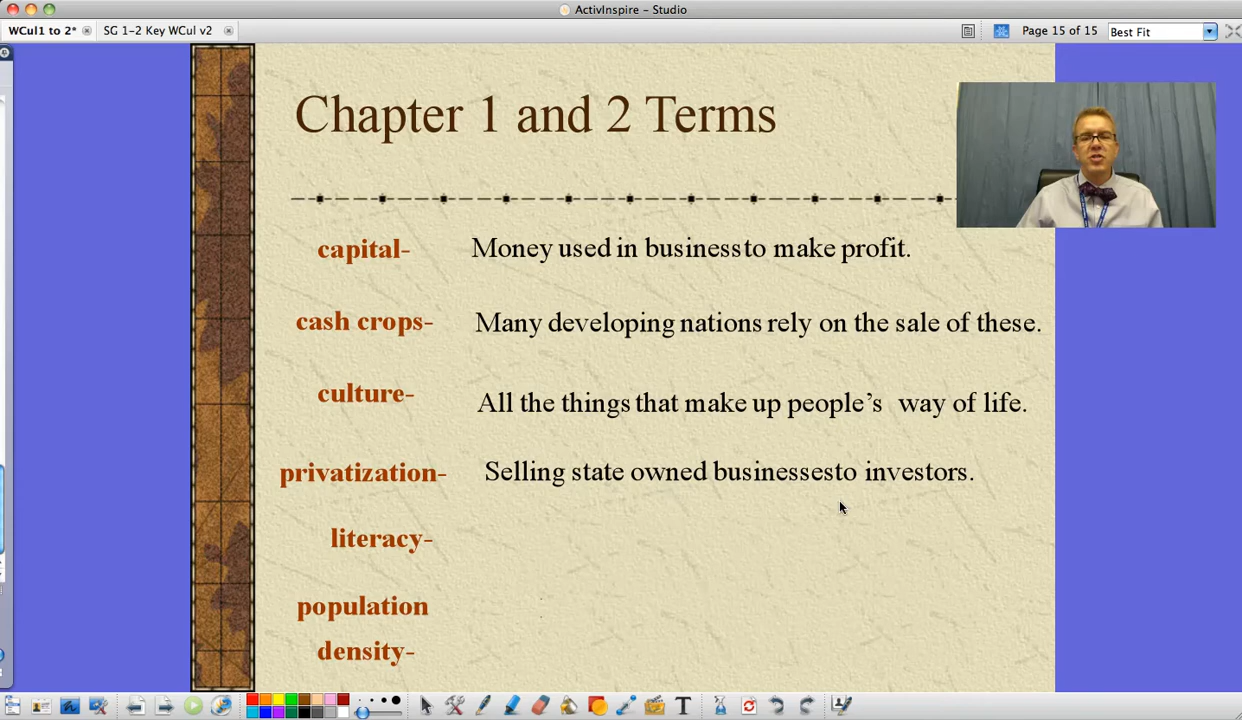 ActivInspire - Studio
WCul1 to 2*
SG 1-2 Key WCul v2
Page 15 of 15
Best Fit
Chapter 1 and 2 Terms
capital- Money used in business to make profit.
cash crops- Many developing nations rely on the sale of these.
culture- All the things that make up people’s way of life.
privatization- Selling state owned businesses to investors.
literacy-
population
density-
T